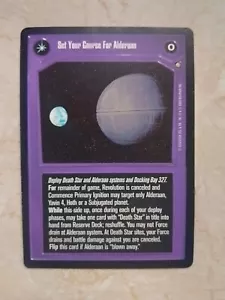 Set Your Course For Alderaan
0
Deploy Death Star and Alderaan systems and Docking Bay 327.
For remainder of game, Revolution is canceled and
Commence Primary Ignition may target only Alderaan,
Yavin 4, Hoth or a Subjugated planet.
While this side up, once during each of your deploy
phases, may take one card with "Death Star" in title into
hand from Reserve Deck; reshuffle. You may not Force
drain at Alderaan system. At Death Star sites, your Force
drains and battle damage against you are canceled.
Flip this card if Alderaan is "blown away."